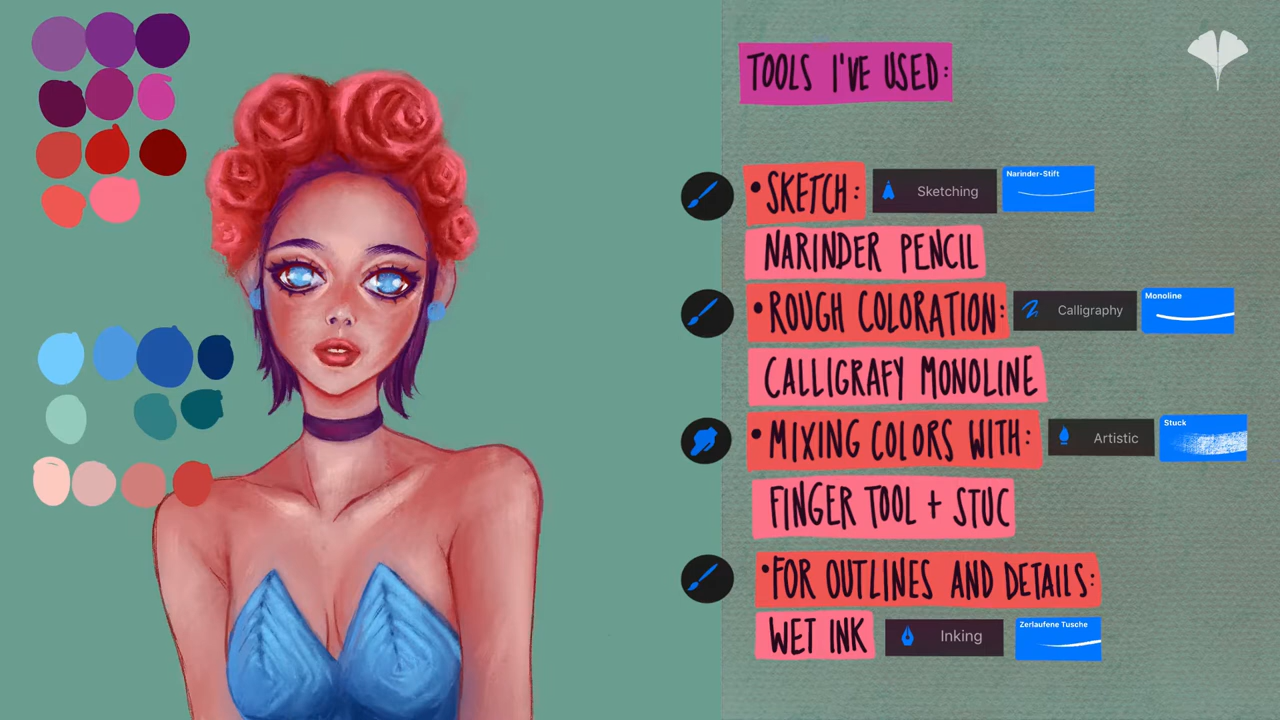 TOOLS I'VE USED:
•SKETCH: Sketching Narinder-Stift
NARINDER PENCIL
•ROUGH COLORATION: Calligraphy Monoline
CALLIGRAFY MONOLINE
•MIXING COLORS WITH: Artistic Stuck
FINGER TOOL + STUC
•FOR OUTLINES AND DETAILS:
WET INK Inking Zerlaufene Tusche